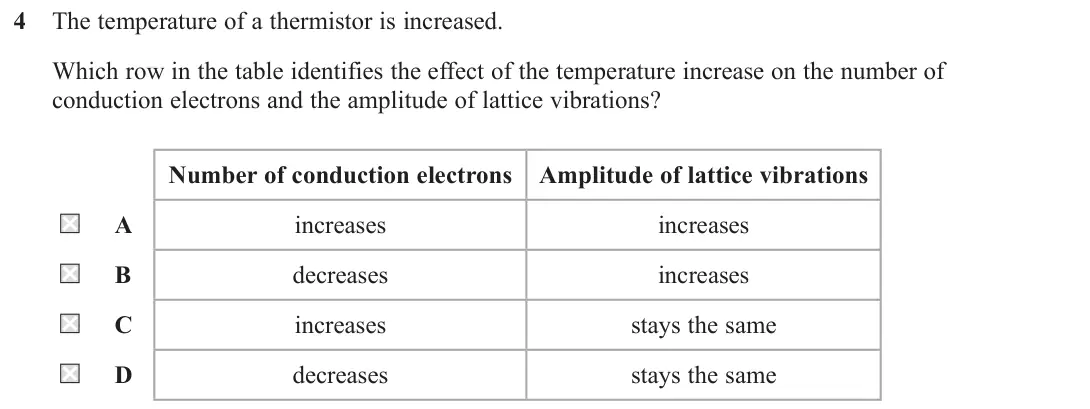 4 The temperature of a thermistor is increased.
Which row in the table identifies the effect of the temperature increase on the number of
conduction electrons and the amplitude of lattice vibrations?
Number of conduction electrons Amplitude of lattice vibrations
A increases increases
B decreases increases
C increases stays the same
D decreases stays the same